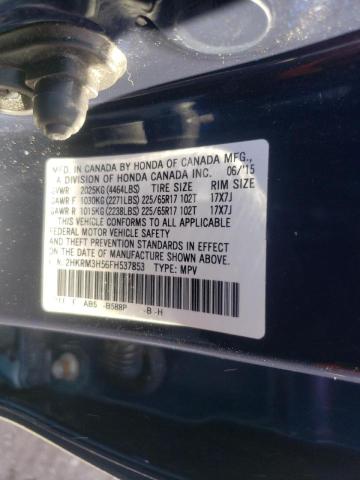 MFD. IN CANADA BY HONDA OF CANADA MFG.,
A DIVISION OF HONDA CANADA INC. 06/'15
GVWR 2025KG (4464LBS) TIRE SIZE RIM SIZE
GAWR F 1030KG (2271LBS) 225/65R17 102T 17X7J
GAWR R 1015KG (2238LBS) 225/65R17 102T 17X7J
THIS VEHICLE CONFORMS TO ALL APPLICABLE
FEDERAL MOTOR VEHICLE SAFETY AND
THEFT PREVENTION STANDARDS IN EFFECT ON
THE DATE OF MANUFACTURE SHOWN ABOVE.
2HKRM3H56FH537853 TYPE: MPV
AB5 -B588P -B -H